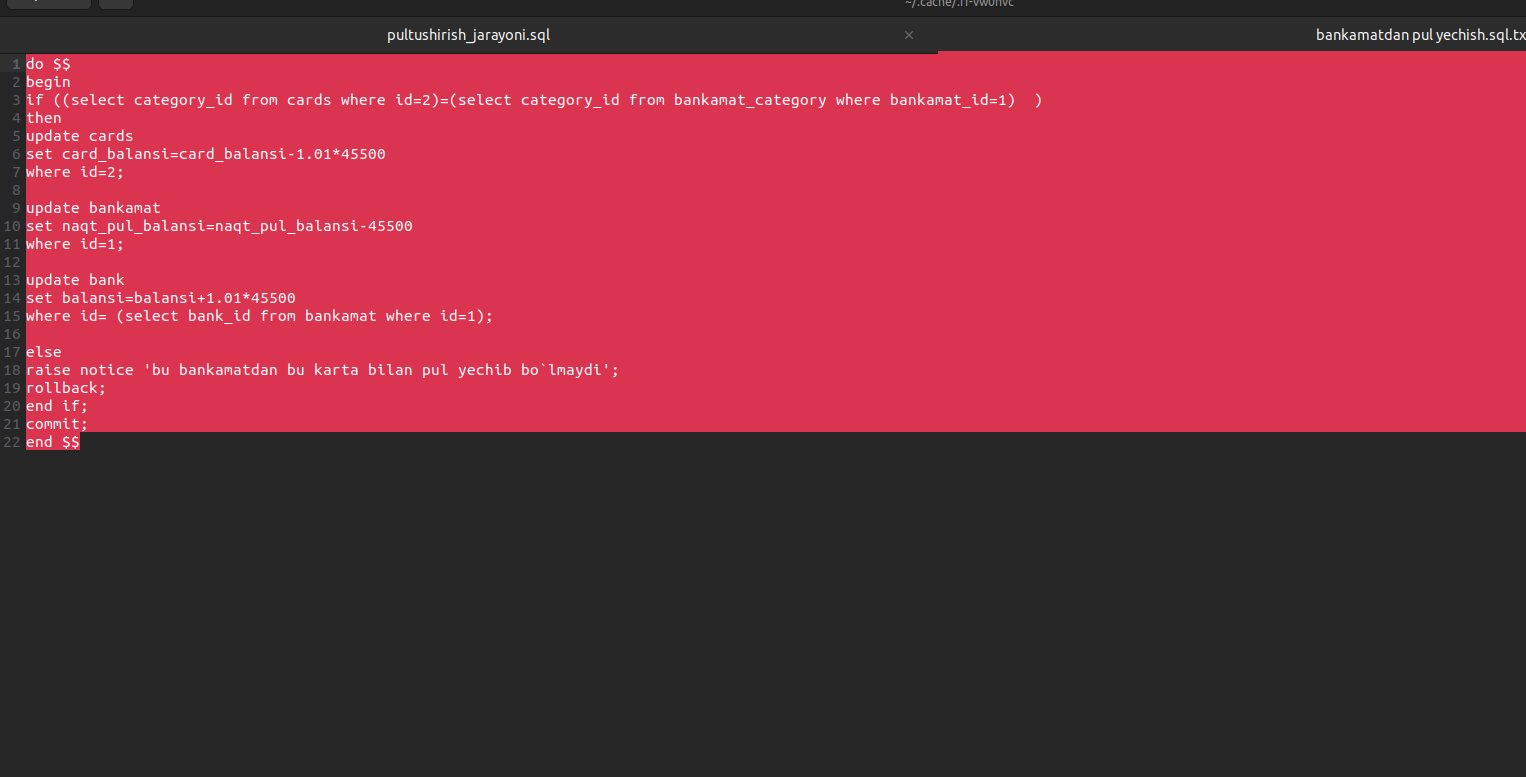 pultushirish_jarayoni.sql × bankamatdan pul yechish.sql.tx
1 do $$
2 begin
3 if ((select category_id from cards where id=2)=(select category_id from bankamat_category where bankamat_id=1)  )
4 then
5 update cards
6 set card_balansi=card_balansi-1.01*45500
7 where id=2;
8
9 update bankamat
10 set naqt_pul_balansi=naqt_pul_balansi-45500
11 where id=1;
12
13 update bank
14 set balansi=balansi+1.01*45500
15 where id= (select bank_id from bankamat where id=1);
16
17 else
18 raise notice 'bu bankamatdan bu karta bilan pul yechib bo`lmaydi';
19 rollback;
20 end if;
21 commit;
22 end $$